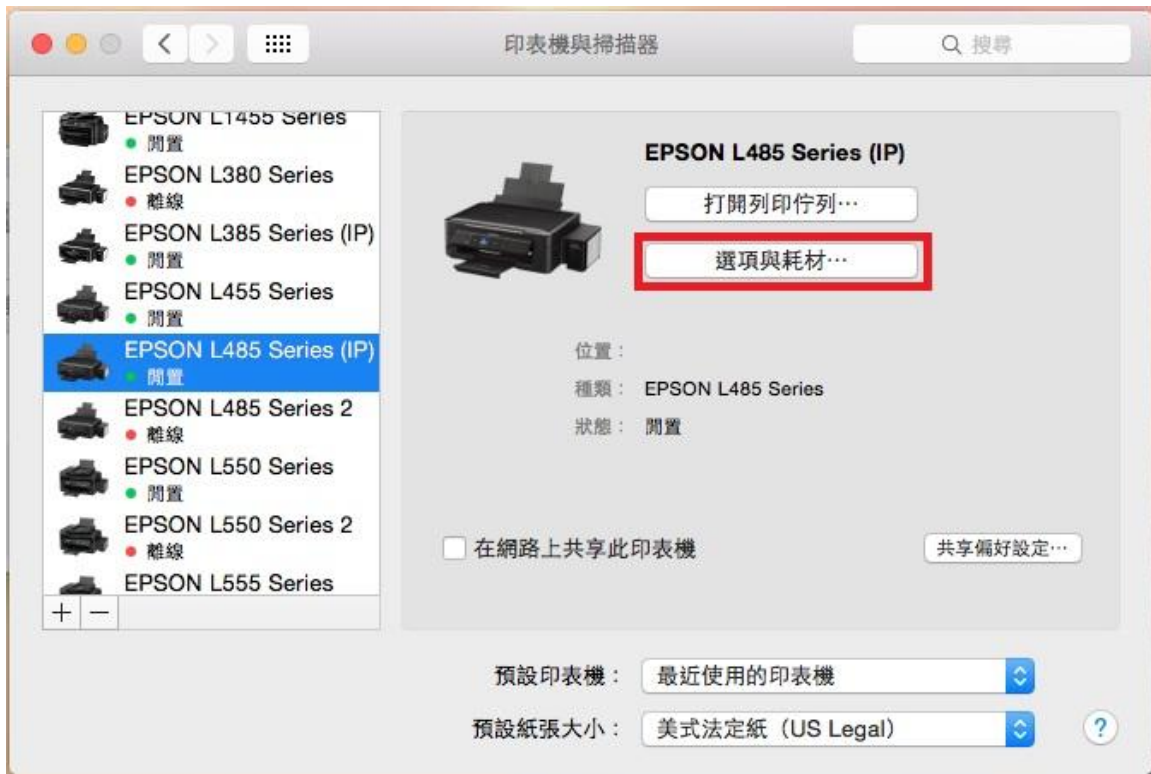 印表機與掃描器
搜尋
EPSON L1455 Series
閒置
EPSON L380 Series
離線
EPSON L385 Series (IP)
閒置
EPSON L455 Series
閒置
EPSON L485 Series (IP)
閒置
EPSON L485 Series 2
離線
EPSON L550 Series
閒置
EPSON L550 Series 2
離線
EPSON L555 Series
EPSON L485 Series (IP)
打開列印佇列…
選項與耗材…
位置：
種類： EPSON L485 Series
狀態： 閒置
在網路上共享此印表機
共享偏好設定…
預設印表機： 最近使用的印表機
預設紙張大小： 美式法定紙（US Legal）
?